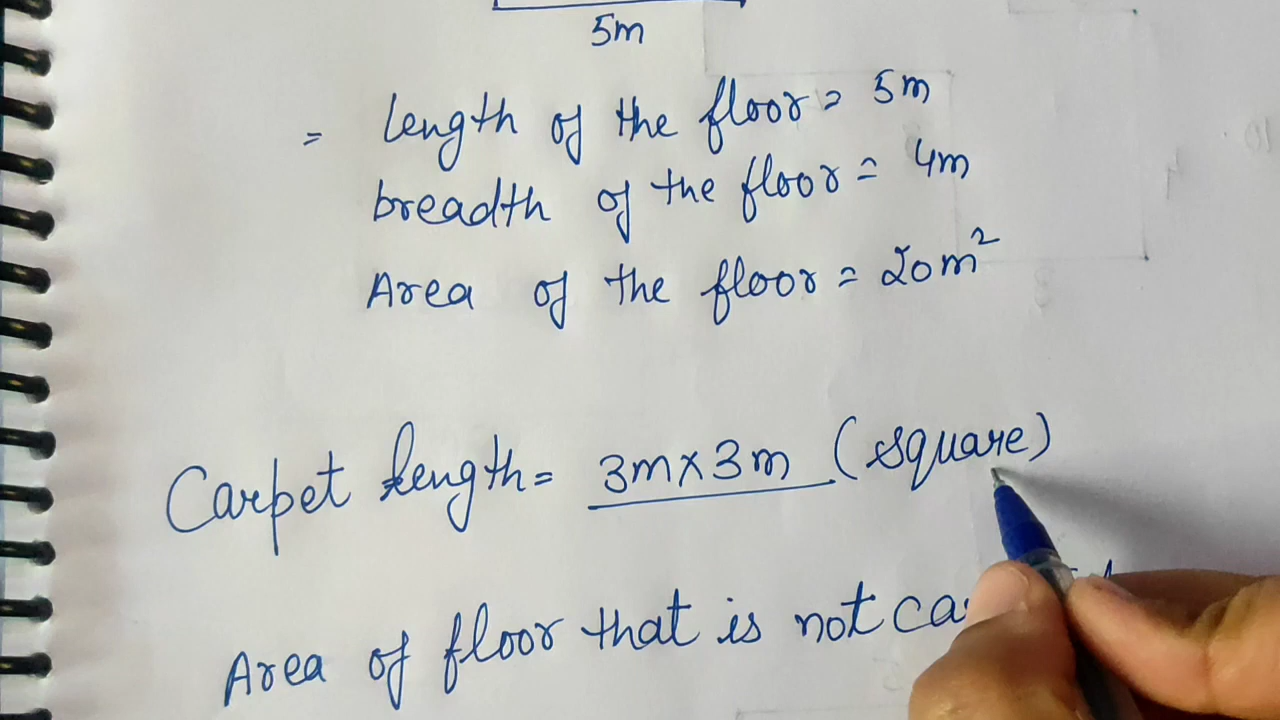 5m
= length of the floor = 5m
breadth of the floor = 4m
Area of the floor = 20m²
Carpet length = 3m×3m (square)
Area of floor that is not